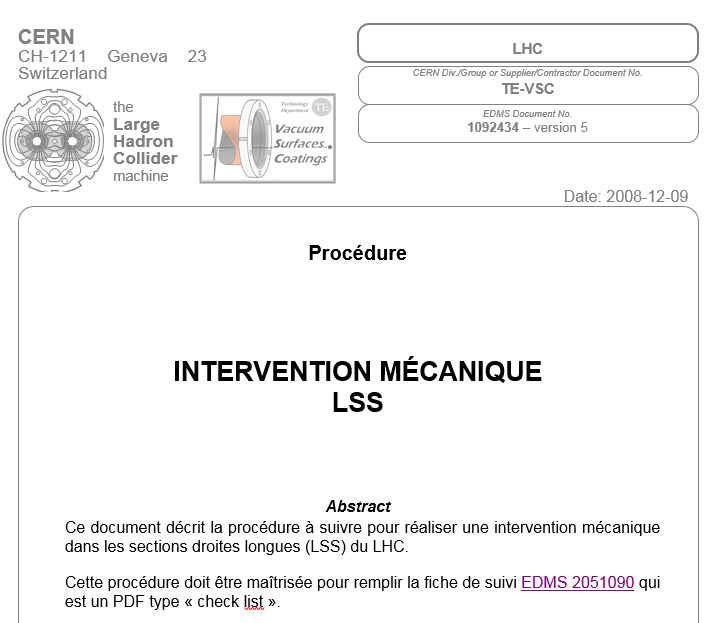 CERN
CH-1211 Geneva 23
Switzerland
the
Large
Hadron
Collider
machine
Technology
Department
TE
Vacuum
Surfaces..
Coatings
LHC
CERN Div./Group or Supplier/Contractor Document No.
TE-VSC
EDMS Document No.
1092434 – version 5
Date: 2008-12-09
Procédure
INTERVENTION MÉCANIQUE
LSS
Abstract
Ce document décrit la procédure à suivre pour réaliser une intervention mécanique
dans les sections droites longues (LSS) du LHC.
Cette procédure doit être maîtrisée pour remplir la fiche de suivi EDMS 2051090 qui
est un PDF type « check list ».